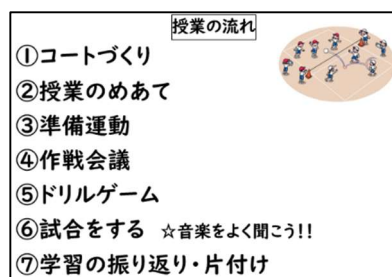 授業の流れ
①コートづくり
②授業のめあて
③準備運動
④作戦会議
⑤ドリルゲーム
⑥試合をする ☆音楽をよく聞こう!!
⑦学習の振り返り・片付け